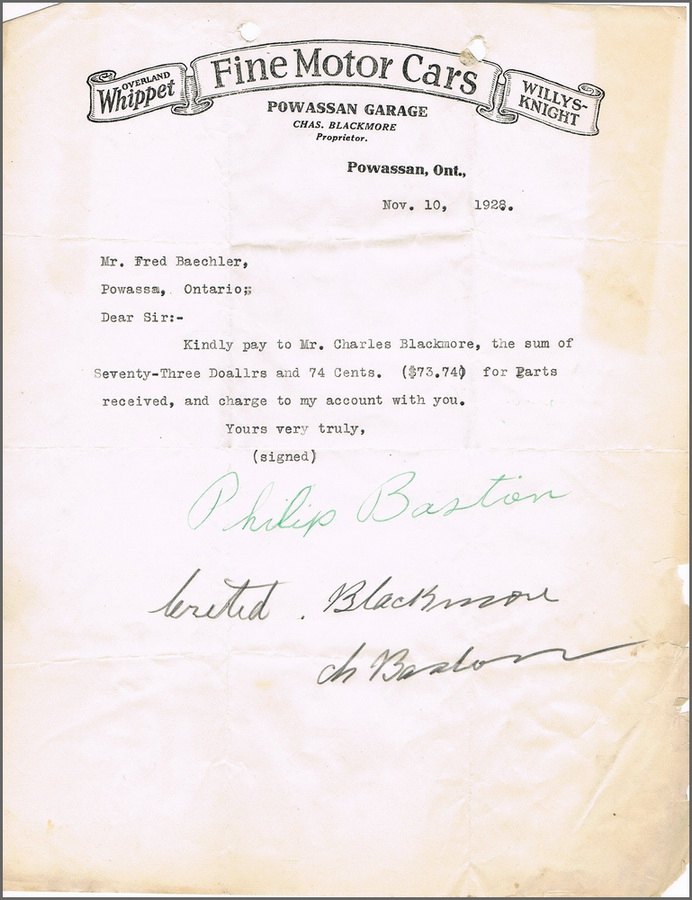 OVERLAND
Whippet
Fine Motor Cars
WILLYS-
KNIGHT
POWASSAN GARAGE
CHAS. BLACKMORE
Proprietor.
Powassan, Ont.,
Nov. 10, 1928.
Mr. Fred Baechler,
Powassa, Ontario;
Dear Sir:-
Kindly pay to Mr. Charles Blackmore, the sum of
Seventy-Three Doallrs and 74 Cents. ($73.74) for Parts
received, and charge to my account with you.
Yours very truly,
(signed)
Philip Bastion
Blackmore
ch